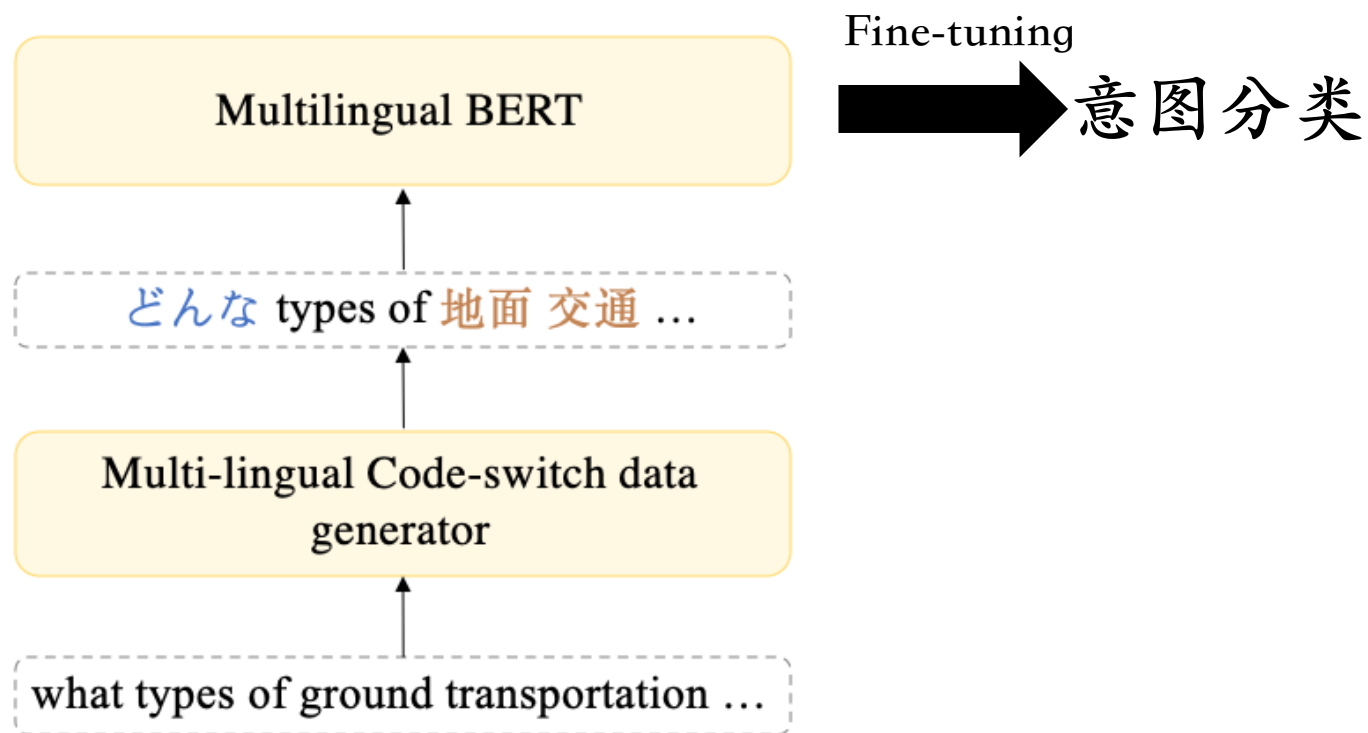 Fine-tuning
Multilingual BERT
意图分类
どんな types of 地面 交通 …
Multi-lingual Code-switch data
generator
what types of ground transportation …